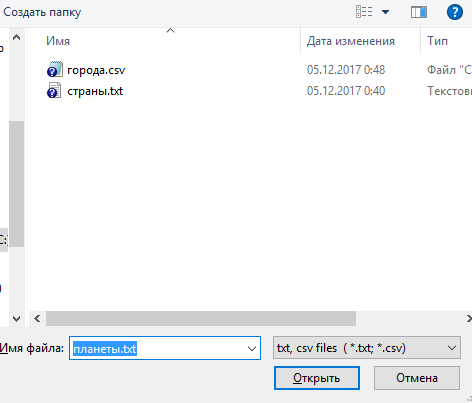 Создать папку
Имя
Дата изменения
Тип
города.csv
05.12.2017 0:48
Файл "C
страны.txt
05.12.2017 0:40
Текстовы
C:
Имя файла:
планеты.txt
txt, csv files ( *.txt; *.csv)
Открыть
Отмена